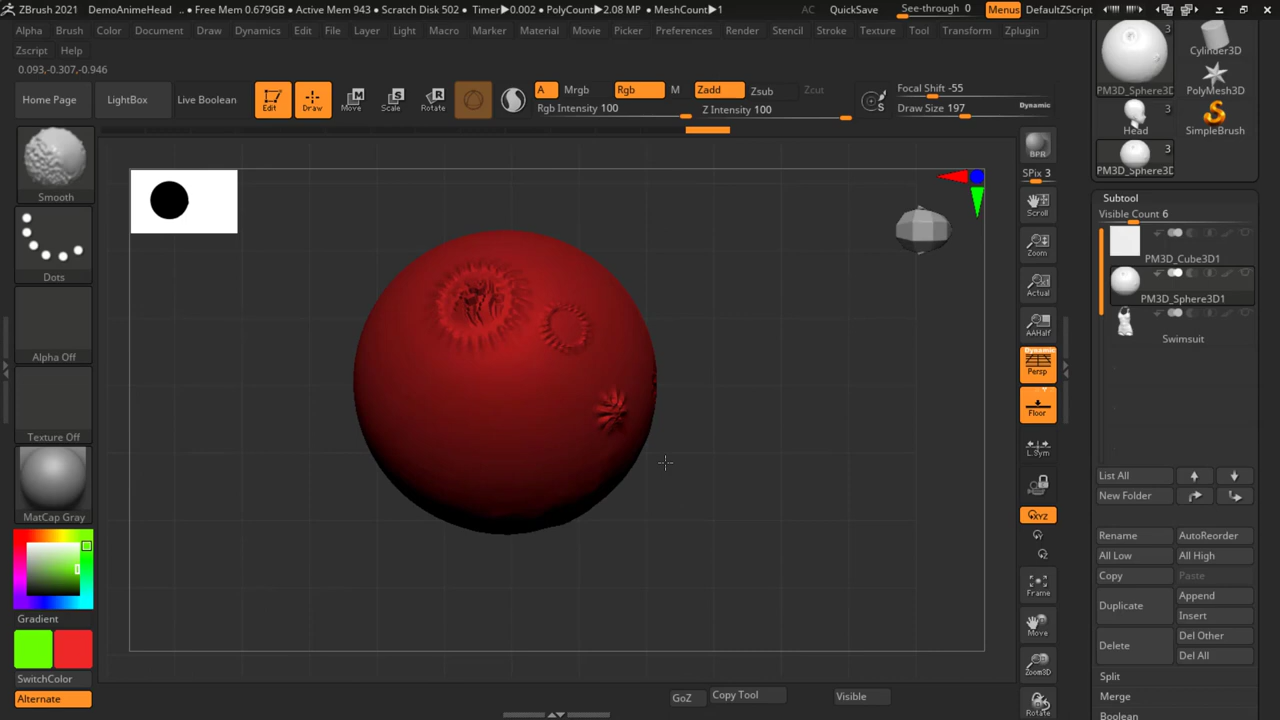 ZBrush 2021 DemoAnimeHead • Free Mem 0.679GB • Active Mem 943 • Scratch Disk 502 • Timer▶0.002 • PolyCount▶2.08 MP • MeshCount▶1 AC QuickSave See-through 0 Menus DefaultZScript
Alpha Brush Color Document Draw Dynamics Edit File Layer Light Macro Marker Material Movie Picker Preferences Render Stencil Stroke Texture Tool Transform Zplugin
Zscript Help
0.093,-0.307,-0.946
Home Page LightBox Live Boolean Edit Draw Move Scale Rotate
A Mrgb Rgb M Zadd Zsub Zcut
Rgb Intensity 100 Z Intensity 100
S
Focal Shift -55
Draw Size 197 Dynamic
Smooth
Dots
Alpha Off
Texture Off
MatCap Gray
Gradient
SwitchColor
Alternate
BPR
SPix 3
Scroll
Zoom
Actual
AAHalf
Dynamic
Persp
Floor
L.Sym
XYZ
Y
Z
Frame
Move
Zoom3D
Rotate
3
PM3D_Sphere3D
Cylinder3D
PolyMesh3D
Head
SimpleBrush
3
PM3D_Sphere3D
Subtool
Visible Count 6
PM3D_Cube3D1
PM3D_Sphere3D1
Swimsuit
List All
New Folder
Rename AutoReorder
All Low All High
Copy Paste
Duplicate Append
Insert
Delete Del Other
Del All
Split
Merge
Boolean
GoZ Copy Tool Visible